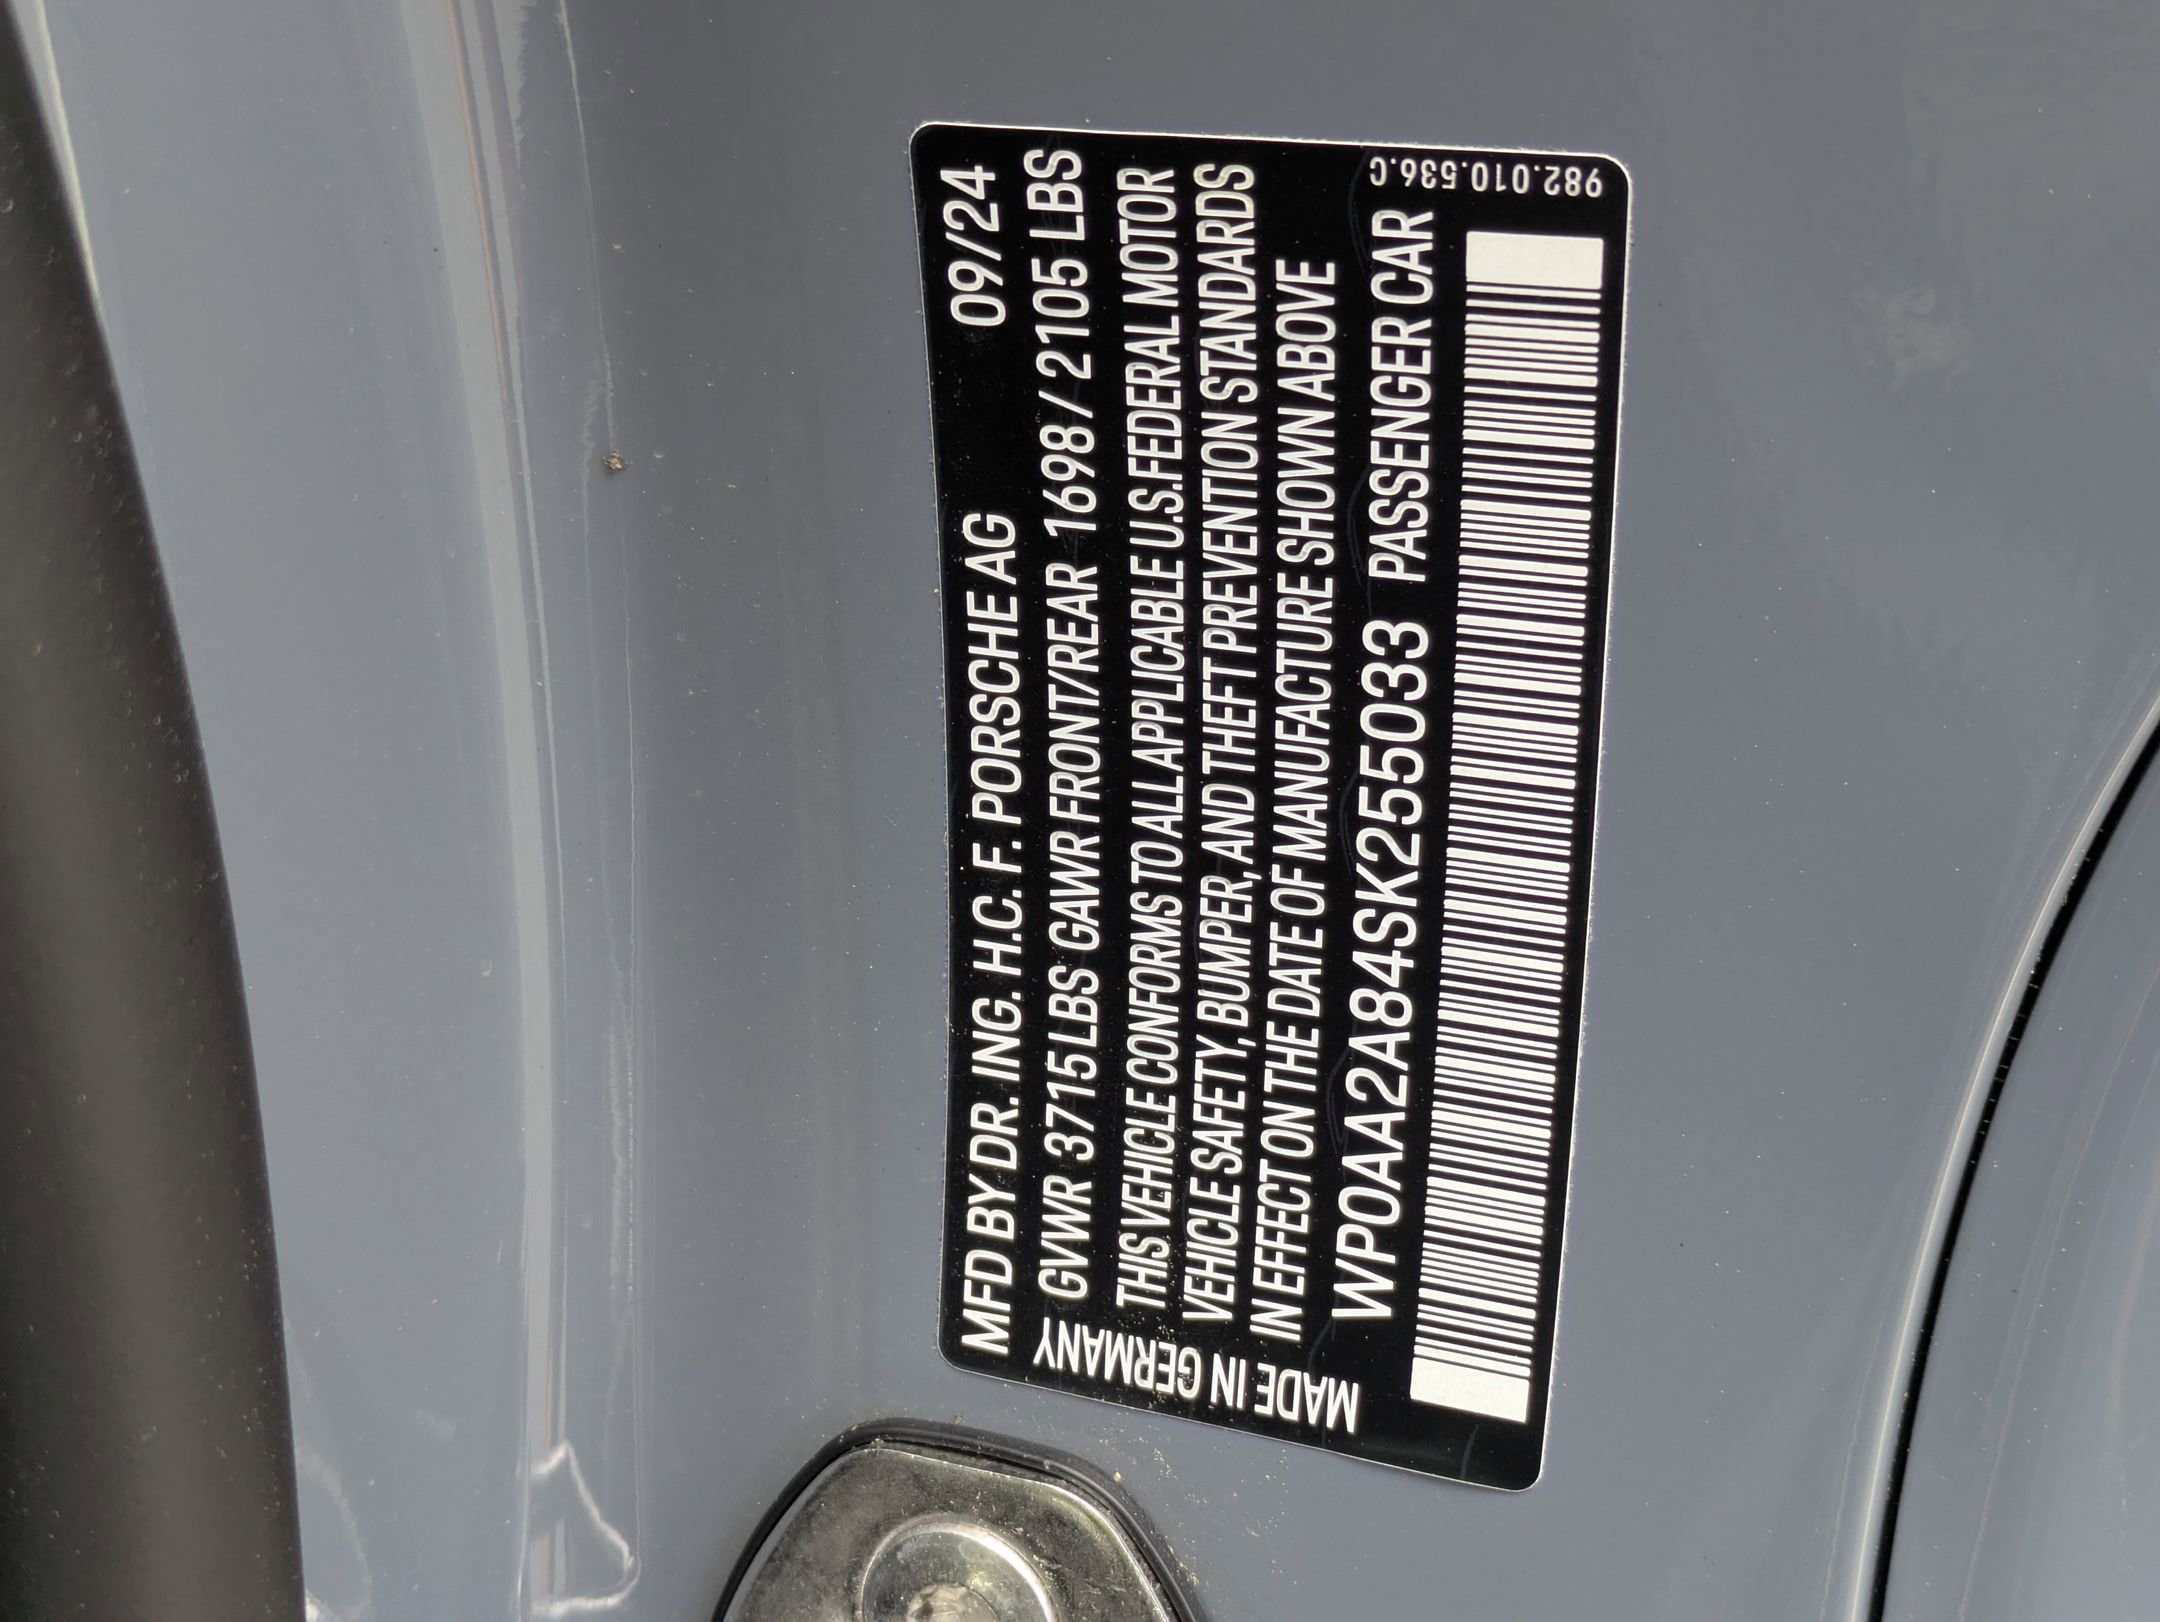 MFD BY DR. ING. H.C. F. PORSCHE AG 09/24
GVWR 3715 LBS GAWR FRONT/REAR 1698 / 2105 LBS
THIS VEHICLE CONFORMS TO ALL APPLICABLE U.S. FEDERAL MOTOR
VEHICLE SAFETY, BUMPER, AND THEFT PREVENTION STANDARDS
IN EFFECT ON THE DATE OF MANUFACTURE SHOWN ABOVE
WP0AA2A84SK255033 PASSENGER CAR
MADE IN GERMANY
982.010.536.C